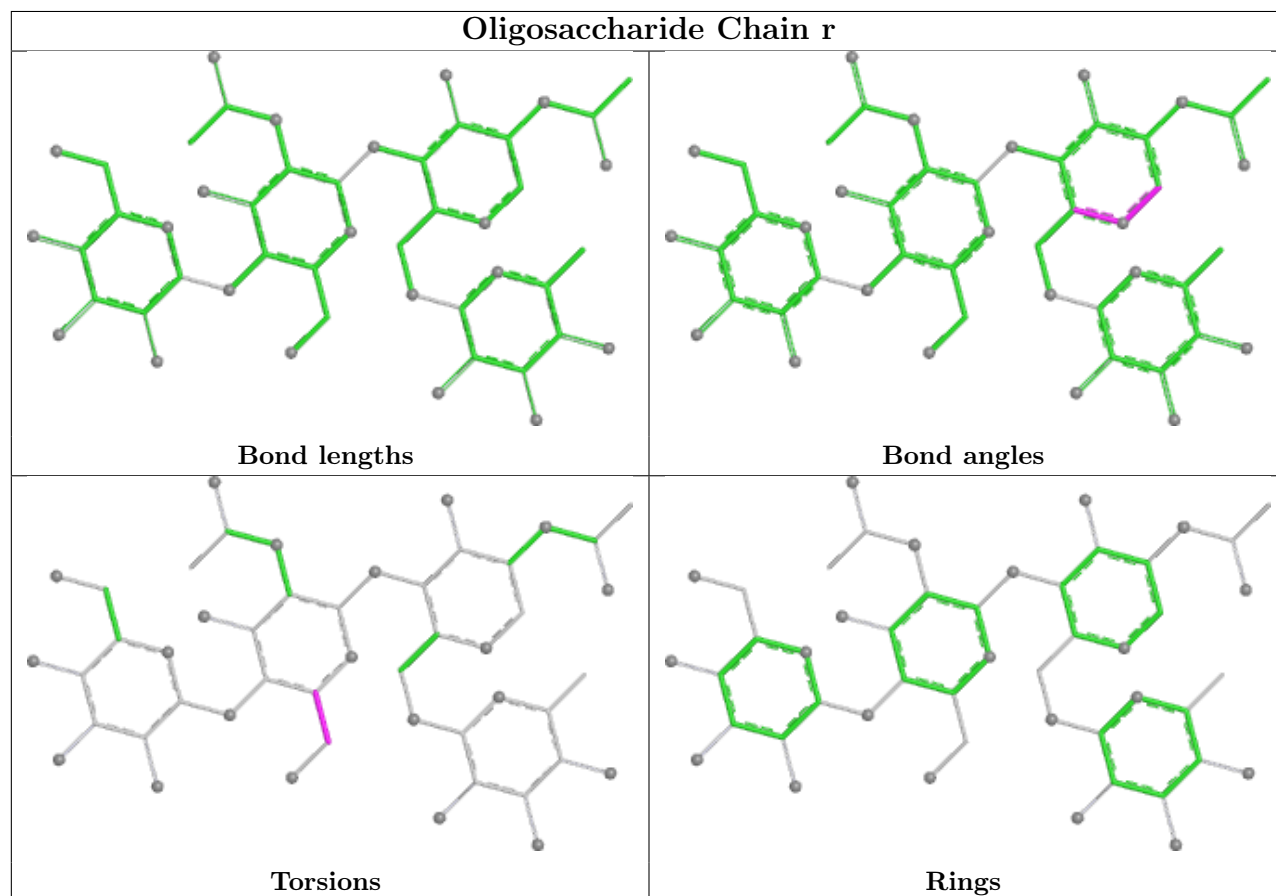 Oligosaccharide Chain r
Bond lengths
Bond angles
Torsions
Rings